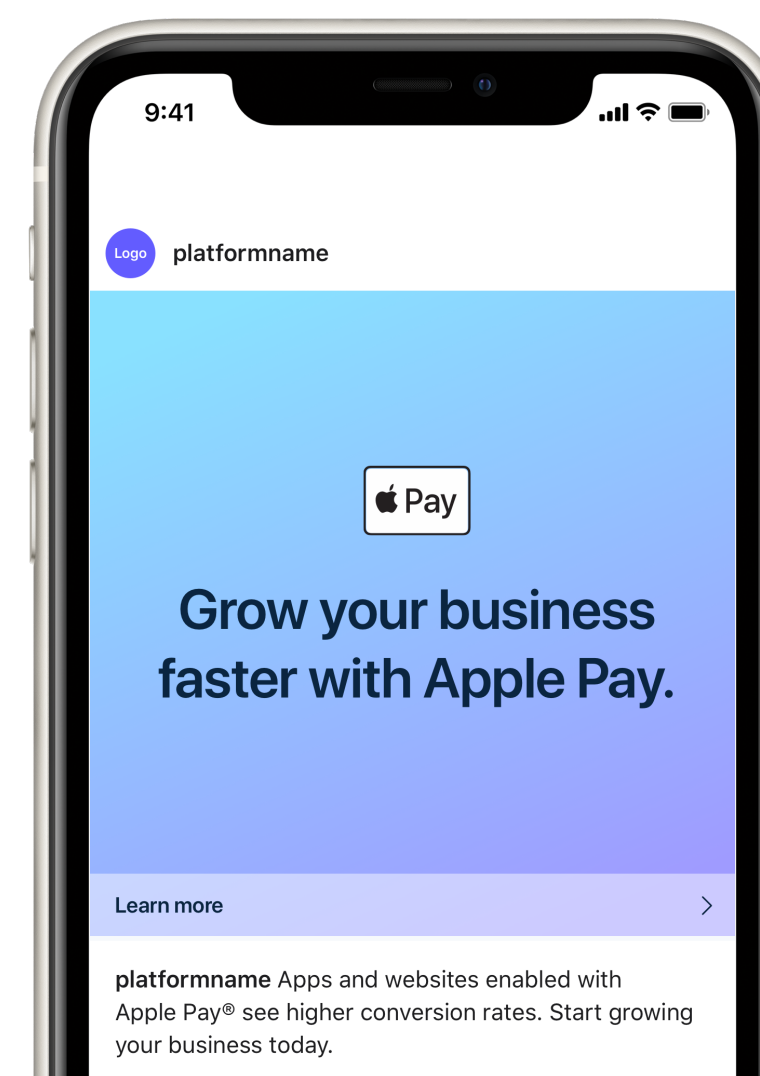 9:41
Logo
platformname
Pay
Grow your business
faster with Apple Pay.
Learn more
platformname Apps and websites enabled with
Apple Pay® see higher conversion rates. Start growing
your business today.